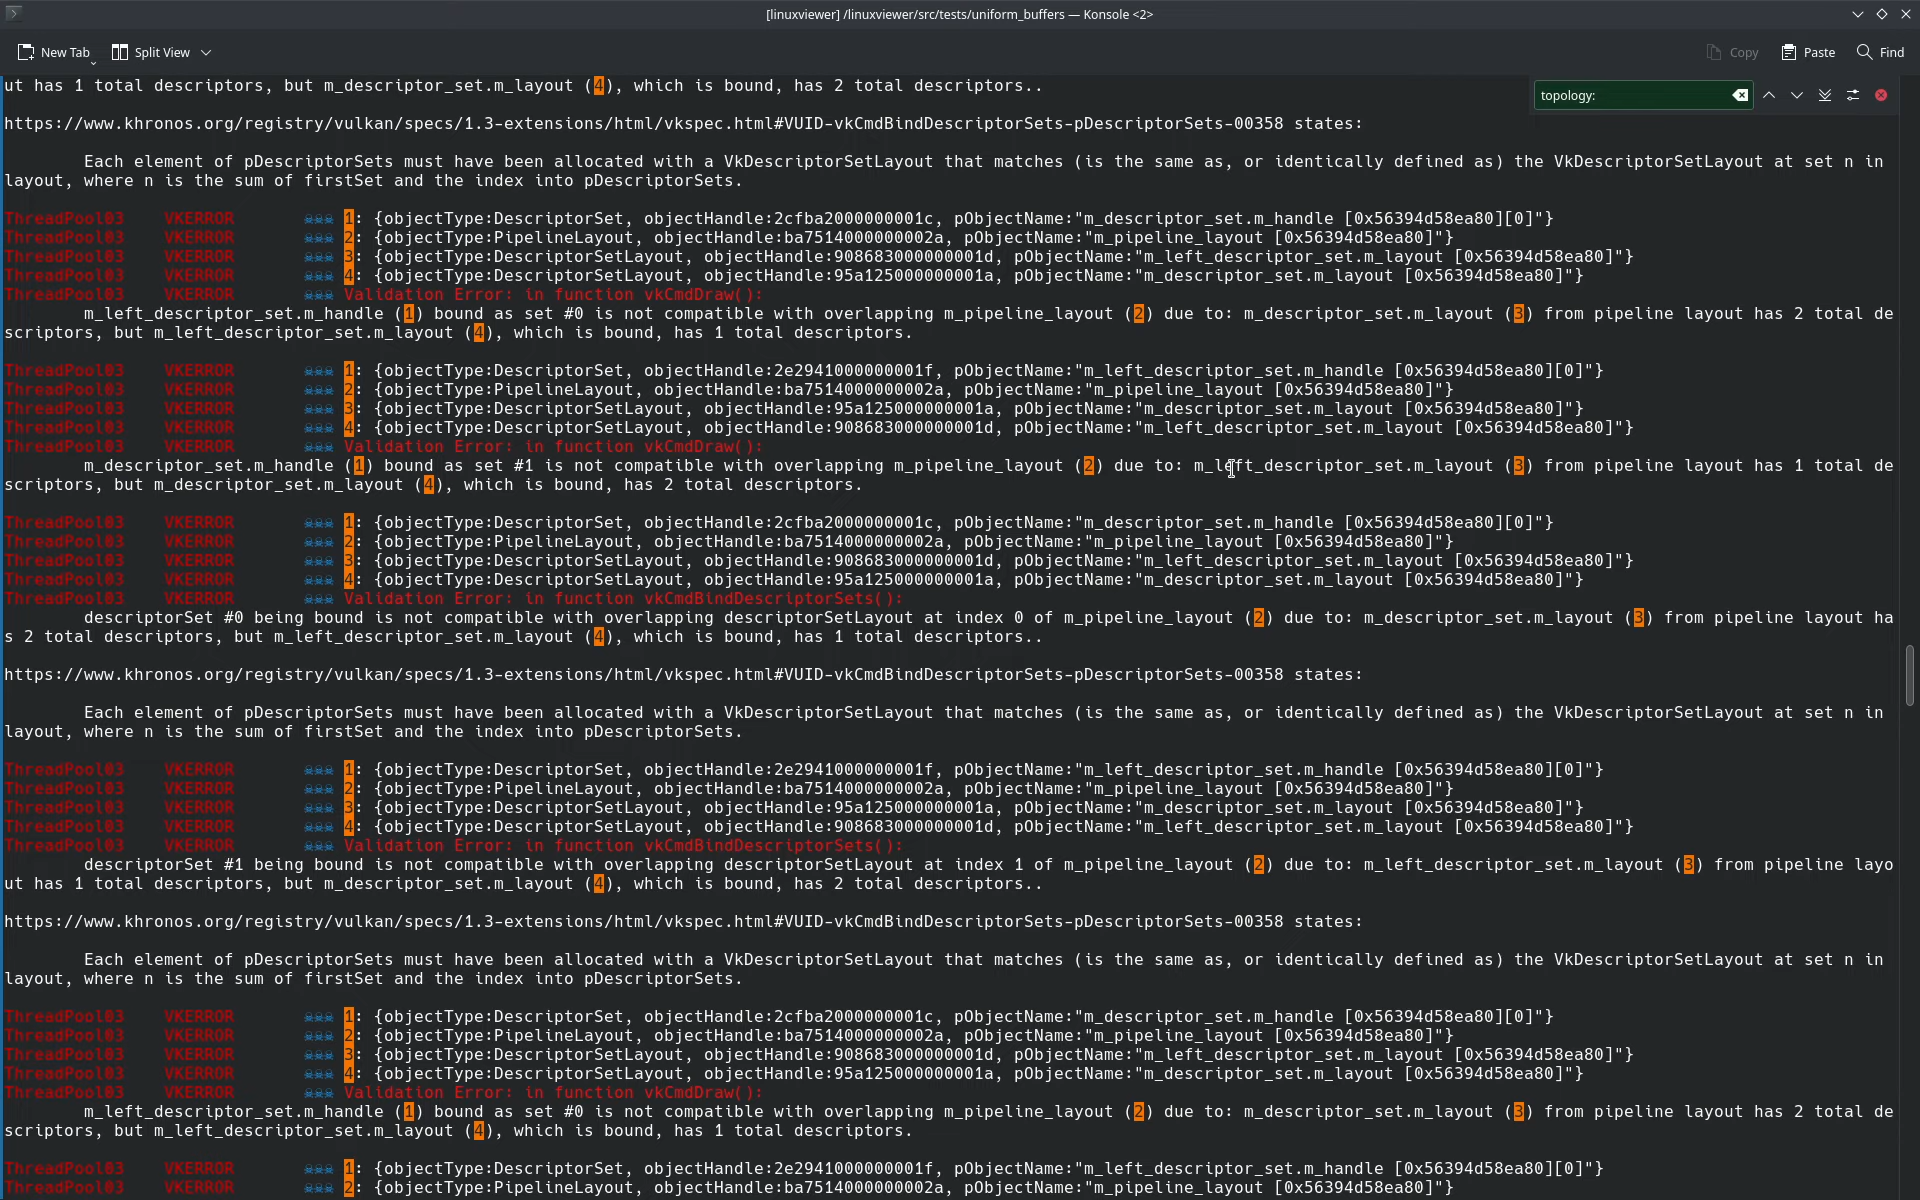 [linuxviewer] /linuxviewer/src/tests/uniform_buffers — Konsole <2>
New Tab Split View Copy Paste Find
topology:
ut has 1 total descriptors, but m_descriptor_set.m_layout (4), which is bound, has 2 total descriptors..
https://www.khronos.org/registry/vulkan/specs/1.3-extensions/html/vkspec.html#VUID-vkCmdBindDescriptorSets-pDescriptorSets-00358 states:
Each element of pDescriptorSets must have been allocated with a VkDescriptorSetLayout that matches (is the same as, or identically defined as) the VkDescriptorSetLayout at set n in
layout, where n is the sum of firstSet and the index into pDescriptorSets.
ThreadPool03 VKERROR ☠☠☠ 1: {objectType:DescriptorSet, objectHandle:2cfba2000000001c, pObjectName:"m_descriptor_set.m_handle [0x56394d58ea80][0]"}
ThreadPool03 VKERROR ☠☠☠ 2: {objectType:PipelineLayout, objectHandle:ba7514000000002a, pObjectName:"m_pipeline_layout [0x56394d58ea80]"}
ThreadPool03 VKERROR ☠☠☠ 3: {objectType:DescriptorSetLayout, objectHandle:908683000000001d, pObjectName:"m_left_descriptor_set.m_layout [0x56394d58ea80]"}
ThreadPool03 VKERROR ☠☠☠ 4: {objectType:DescriptorSetLayout, objectHandle:95a125000000001a, pObjectName:"m_descriptor_set.m_layout [0x56394d58ea80]"}
ThreadPool03 VKERROR ☠☠☠ Validation Error: in function vkCmdDraw():
m_left_descriptor_set.m_handle (1) bound as set #0 is not compatible with overlapping m_pipeline_layout (2) due to: m_descriptor_set.m_layout (3) from pipeline layout has 2 total de
scriptors, but m_left_descriptor_set.m_layout (4), which is bound, has 1 total descriptors.
ThreadPool03 VKERROR ☠☠☠ 1: {objectType:DescriptorSet, objectHandle:2e2941000000001f, pObjectName:"m_left_descriptor_set.m_handle [0x56394d58ea80][0]"}
ThreadPool03 VKERROR ☠☠☠ 2: {objectType:PipelineLayout, objectHandle:ba7514000000002a, pObjectName:"m_pipeline_layout [0x56394d58ea80]"}
ThreadPool03 VKERROR ☠☠☠ 3: {objectType:DescriptorSetLayout, objectHandle:95a125000000001a, pObjectName:"m_descriptor_set.m_layout [0x56394d58ea80]"}
ThreadPool03 VKERROR ☠☠☠ 4: {objectType:DescriptorSetLayout, objectHandle:908683000000001d, pObjectName:"m_left_descriptor_set.m_layout [0x56394d58ea80]"}
ThreadPool03 VKERROR ☠☠☠ Validation Error: in function vkCmdDraw():
m_descriptor_set.m_handle (1) bound as set #1 is not compatible with overlapping m_pipeline_layout (2) due to: m_left_descriptor_set.m_layout (3) from pipeline layout has 1 total de
scriptors, but m_descriptor_set.m_layout (4), which is bound, has 2 total descriptors.
ThreadPool03 VKERROR ☠☠☠ 1: {objectType:DescriptorSet, objectHandle:2cfba2000000001c, pObjectName:"m_descriptor_set.m_handle [0x56394d58ea80][0]"}
ThreadPool03 VKERROR ☠☠☠ 2: {objectType:PipelineLayout, objectHandle:ba7514000000002a, pObjectName:"m_pipeline_layout [0x56394d58ea80]"}
ThreadPool03 VKERROR ☠☠☠ 3: {objectType:DescriptorSetLayout, objectHandle:908683000000001d, pObjectName:"m_left_descriptor_set.m_layout [0x56394d58ea80]"}
ThreadPool03 VKERROR ☠☠☠ 4: {objectType:DescriptorSetLayout, objectHandle:95a125000000001a, pObjectName:"m_descriptor_set.m_layout [0x56394d58ea80]"}
ThreadPool03 VKERROR ☠☠☠ Validation Error: in function vkCmdBindDescriptorSets():
descriptorSet #0 being bound is not compatible with overlapping descriptorSetLayout at index 0 of m_pipeline_layout (2) due to: m_descriptor_set.m_layout (3) from pipeline layout ha
s 2 total descriptors, but m_left_descriptor_set.m_layout (4), which is bound, has 1 total descriptors..
https://www.khronos.org/registry/vulkan/specs/1.3-extensions/html/vkspec.html#VUID-vkCmdBindDescriptorSets-pDescriptorSets-00358 states:
Each element of pDescriptorSets must have been allocated with a VkDescriptorSetLayout that matches (is the same as, or identically defined as) the VkDescriptorSetLayout at set n in
layout, where n is the sum of firstSet and the index into pDescriptorSets.
ThreadPool03 VKERROR ☠☠☠ 1: {objectType:DescriptorSet, objectHandle:2e2941000000001f, pObjectName:"m_left_descriptor_set.m_handle [0x56394d58ea80][0]"}
ThreadPool03 VKERROR ☠☠☠ 2: {objectType:PipelineLayout, objectHandle:ba7514000000002a, pObjectName:"m_pipeline_layout [0x56394d58ea80]"}
ThreadPool03 VKERROR ☠☠☠ 3: {objectType:DescriptorSetLayout, objectHandle:95a125000000001a, pObjectName:"m_descriptor_set.m_layout [0x56394d58ea80]"}
ThreadPool03 VKERROR ☠☠☠ 4: {objectType:DescriptorSetLayout, objectHandle:908683000000001d, pObjectName:"m_left_descriptor_set.m_layout [0x56394d58ea80]"}
ThreadPool03 VKERROR ☠☠☠ Validation Error: in function vkCmdBindDescriptorSets():
descriptorSet #1 being bound is not compatible with overlapping descriptorSetLayout at index 1 of m_pipeline_layout (2) due to: m_left_descriptor_set.m_layout (3) from pipeline layo
ut has 1 total descriptors, but m_descriptor_set.m_layout (4), which is bound, has 2 total descriptors..
https://www.khronos.org/registry/vulkan/specs/1.3-extensions/html/vkspec.html#VUID-vkCmdBindDescriptorSets-pDescriptorSets-00358 states:
Each element of pDescriptorSets must have been allocated with a VkDescriptorSetLayout that matches (is the same as, or identically defined as) the VkDescriptorSetLayout at set n in
layout, where n is the sum of firstSet and the index into pDescriptorSets.
ThreadPool03 VKERROR ☠☠☠ 1: {objectType:DescriptorSet, objectHandle:2cfba2000000001c, pObjectName:"m_descriptor_set.m_handle [0x56394d58ea80][0]"}
ThreadPool03 VKERROR ☠☠☠ 2: {objectType:PipelineLayout, objectHandle:ba7514000000002a, pObjectName:"m_pipeline_layout [0x56394d58ea80]"}
ThreadPool03 VKERROR ☠☠☠ 3: {objectType:DescriptorSetLayout, objectHandle:908683000000001d, pObjectName:"m_left_descriptor_set.m_layout [0x56394d58ea80]"}
ThreadPool03 VKERROR ☠☠☠ 4: {objectType:DescriptorSetLayout, objectHandle:95a125000000001a, pObjectName:"m_descriptor_set.m_layout [0x56394d58ea80]"}
ThreadPool03 VKERROR ☠☠☠ Validation Error: in function vkCmdDraw():
m_left_descriptor_set.m_handle (1) bound as set #0 is not compatible with overlapping m_pipeline_layout (2) due to: m_descriptor_set.m_layout (3) from pipeline layout has 2 total de
scriptors, but m_left_descriptor_set.m_layout (4), which is bound, has 1 total descriptors.
ThreadPool03 VKERROR ☠☠☠ 1: {objectType:DescriptorSet, objectHandle:2e2941000000001f, pObjectName:"m_left_descriptor_set.m_handle [0x56394d58ea80][0]"}
ThreadPool03 VKERROR ☠☠☠ 2: {objectType:PipelineLayout, objectHandle:ba7514000000002a, pObjectName:"m_pipeline_layout [0x56394d58ea80]"}